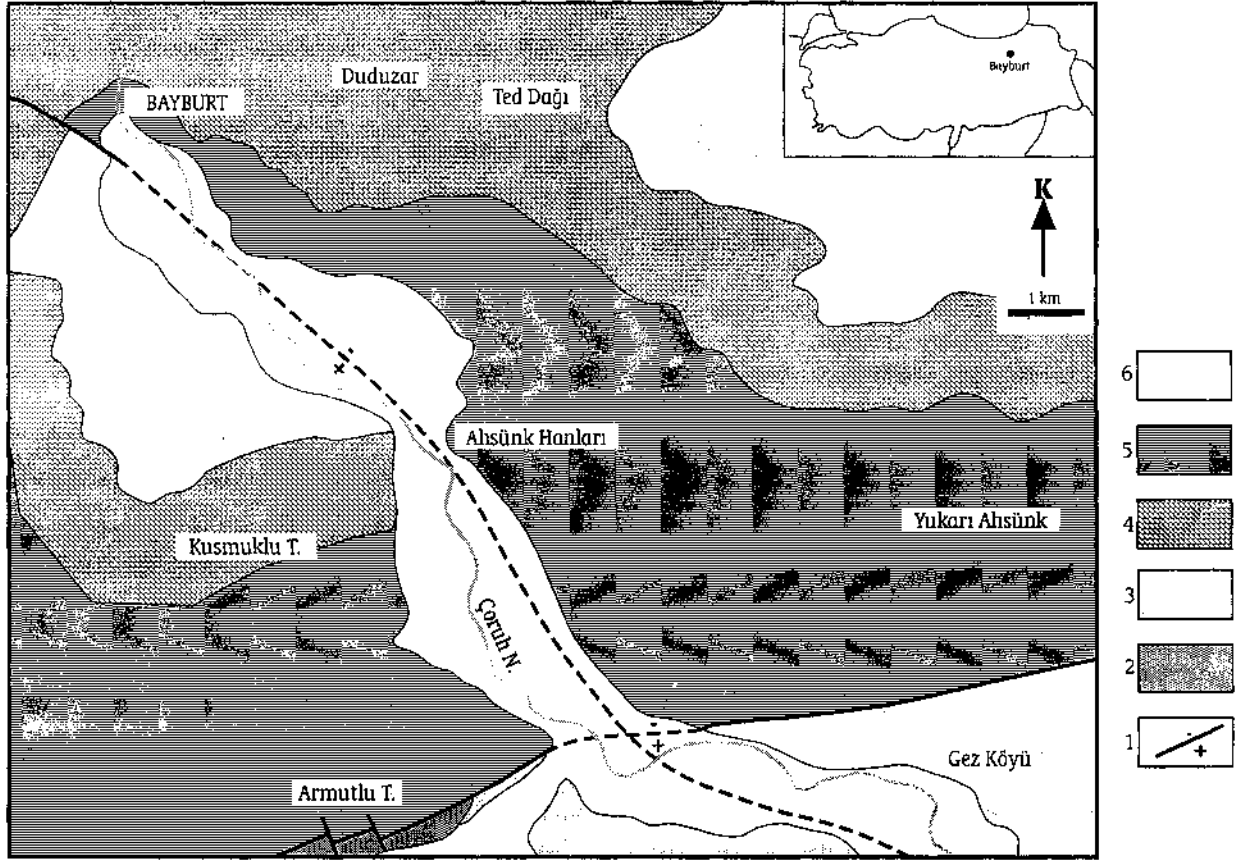 Duduzar
BAYBURT
Ted Dağı
Bayburt
K
1 km
Ahsünk Hanları
Yukarı Ahsünk
Kusmuklu T.
Çoruh N.
Gez Köyü
Armutlu T.
6
5
4
3
2
1